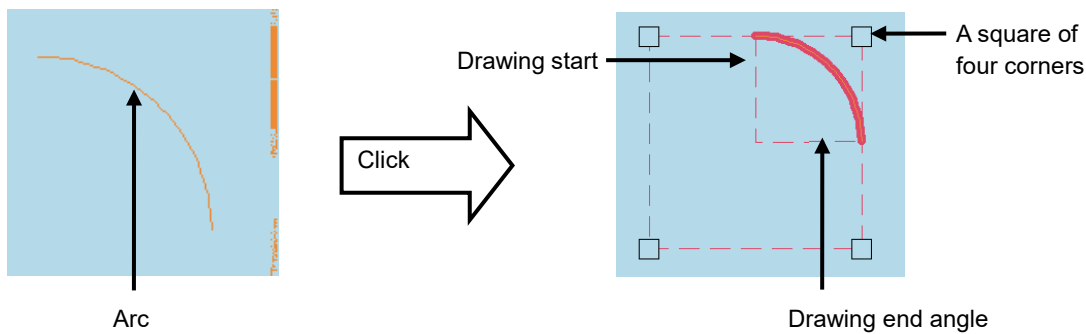 A square of
four corners
Drawing start
Click
Arc
Drawing end angle